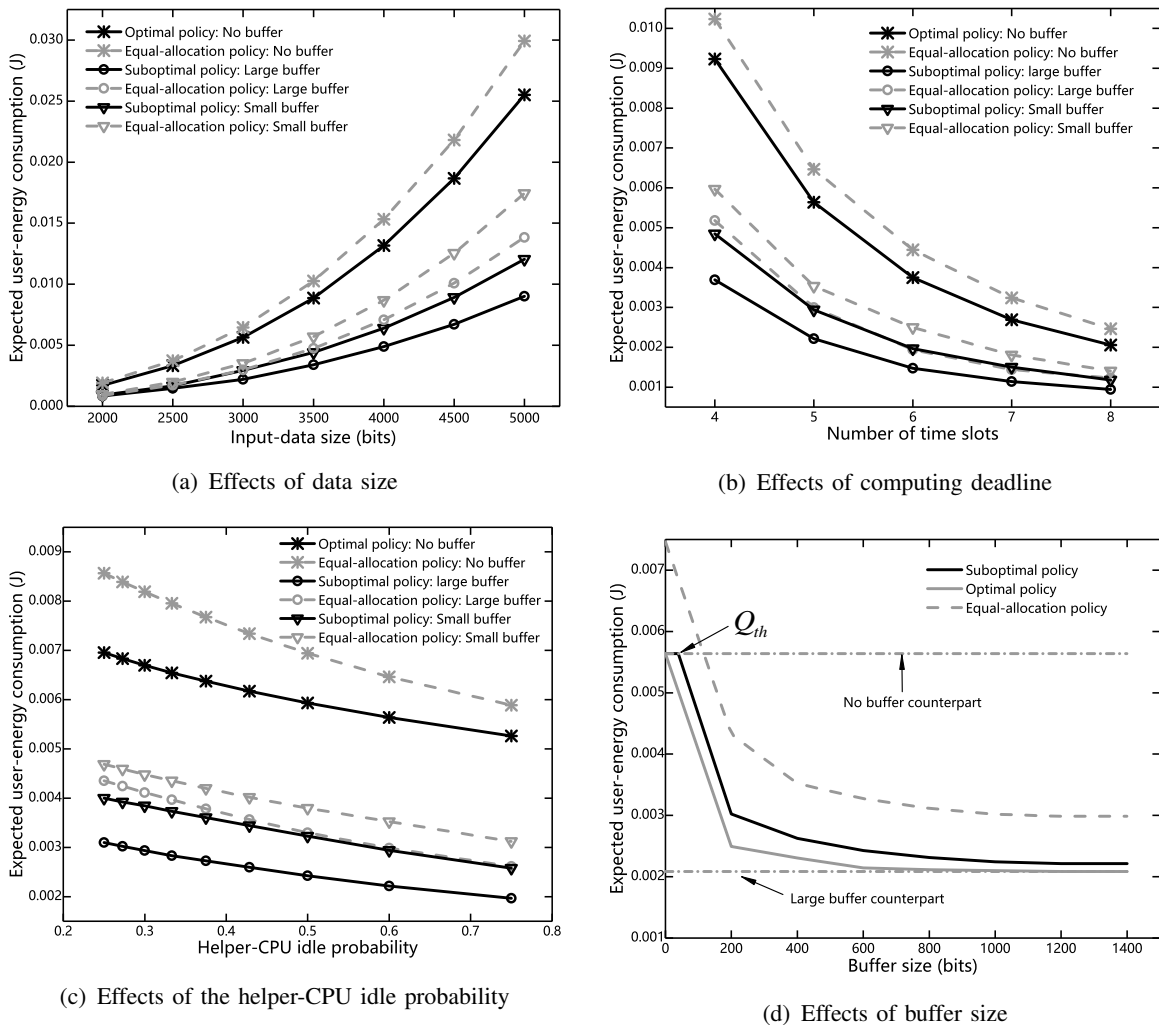 Expected user-energy consumption (J)
0.030
0.025
0.020
0.015
0.010
0.005
0.000
Optimal policy: No buffer
Equal-allocation policy: No buffer
Suboptimal policy: Large buffer
Equal-allocation policy: Large buffer
Suboptimal policy: Small buffer
Equal-allocation policy: Small buffer
2000 2500 3000 3500 4000 4500 5000
Input-data size (bits)
(a) Effects of data size
Expected user-energy consumption (J)
0.010
0.009
0.008
0.007
0.006
0.005
0.004
0.003
0.002
0.001
Optimal policy: No buffer
Equal-allocation policy: No buffer
Suboptimal policy: large buffer
Equal-allocation policy: Large buffer
Suboptimal policy: Small buffer
Equal-allocation policy: Small buffer
4 5 6 7 8
Number of time slots
(b) Effects of computing deadline
Expected user-energy consumption (J)
0.009
0.008
0.007
0.006
0.005
0.004
0.003
0.002
Optimal policy: No buffer
Equal-allocation policy: No buffer
Suboptimal policy: large buffer
Equal-allocation policy: Large buffer
Suboptimal policy: Small buffer
Equal-allocation policy: Small buffer
0.2 0.3 0.4 0.5 0.6 0.7 0.8
Helper-CPU idle probability
(c) Effects of the helper-CPU idle probability
Expected user-energy consumption (J)
0.007
0.006
0.005
0.004
0.003
0.002
0.001
Suboptimal policy
Optimal policy
Equal-allocation policy
Qth
No buffer counterpart
Large buffer counterpart
0 200 400 600 800 1000 1200 1400
Buffer size (bits)
(d) Effects of buffer size